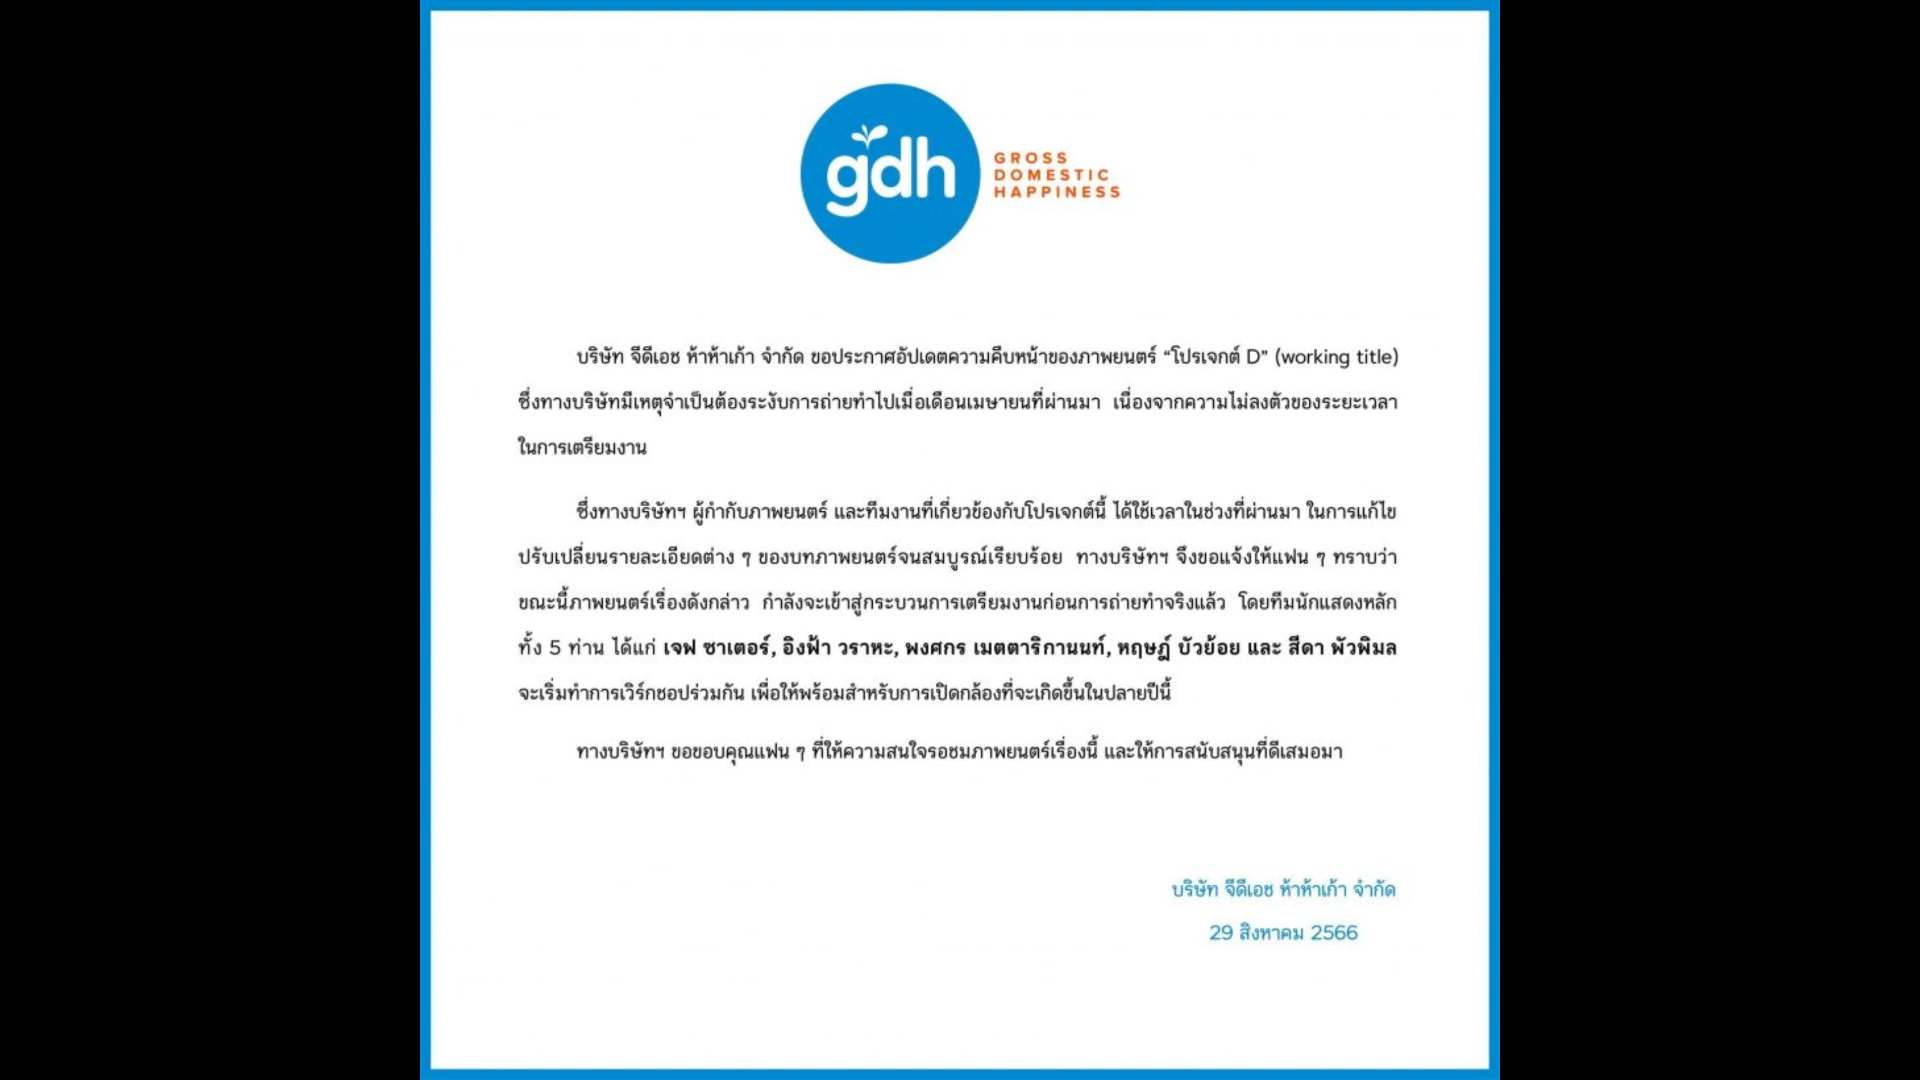 gdh
GROSS
DOMESTIC
HAPPINESS
บริษัท จีดีเอช ห้าห้าเก้า จำกัด ขอประกาศอัปเดตความคืบหน้าของภาพยนตร์ “โปรเจกต์ D” (working title)
ซึ่งทางบริษัทมีเหตุจำเป็นต้องระงับการถ่ายทำไปเมื่อเดือนเมษายนที่ผ่านมา เนื่องจากความไม่ลงตัวของระยะเวลา
ในการเตรียมงาน
ซึ่งทางบริษัทฯ ผู้กำกับภาพยนตร์ และทีมงานที่เกี่ยวข้องกับโปรเจกต์นี้ ได้ใช้เวลาในช่วงที่ผ่านมา ในการแก้ไข
ปรับเปลี่ยนรายละเอียดต่าง ๆ ของบทภาพยนตร์จนสมบูรณ์เรียบร้อย ทางบริษัทฯ จึงขอแจ้งให้แฟน ๆ ทราบว่า
ขณะนี้ภาพยนตร์เรื่องดังกล่าว กำลังจะเข้าสู่กระบวนการเตรียมงานก่อนการถ่ายทำจริงแล้ว โดยทีมนักแสดงหลัก
ทั้ง 5 ท่าน ได้แก่ เจฟ ซาเตอร์, อิงฟ้า วราหะ, พงศกร เมตตาริกานนท์, หฤษฎ์ บัวย้อย และ สีดา พัวพิมล
จะเริ่มทำการเวิร์กชอปร่วมกัน เพื่อให้พร้อมสำหรับการเปิดกล้องที่จะเกิดขึ้นในปลายปีนี้
ทางบริษัทฯ ขอขอบคุณแฟน ๆ ที่ให้ความสนใจรอชมภาพยนตร์เรื่องนี้ และให้การสนับสนุนที่ดีเสมอมา
บริษัท จีดีเอช ห้าห้าเก้า จำกัด
29 สิงหาคม 2566